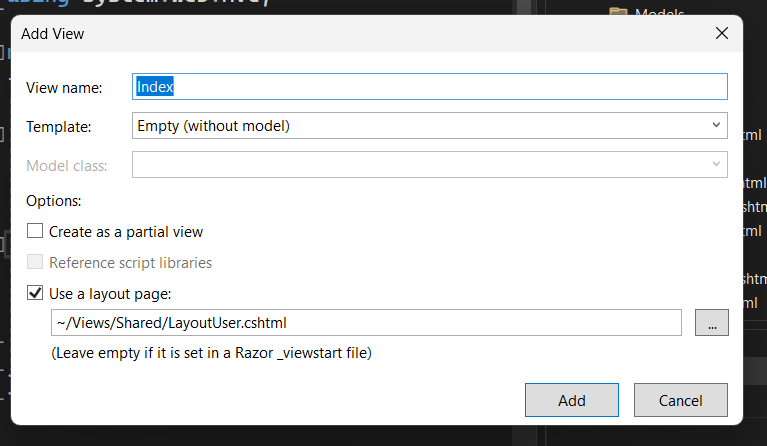 Models
Add View
View name:
Index
Template:
Empty (without model)
Model class:
Options:
Create as a partial view
Reference script libraries
Use a layout page:
~/Views/Shared/LayoutUser.cshtml
...
(Leave empty if it is set in a Razor _viewstart file)
Add
Cancel